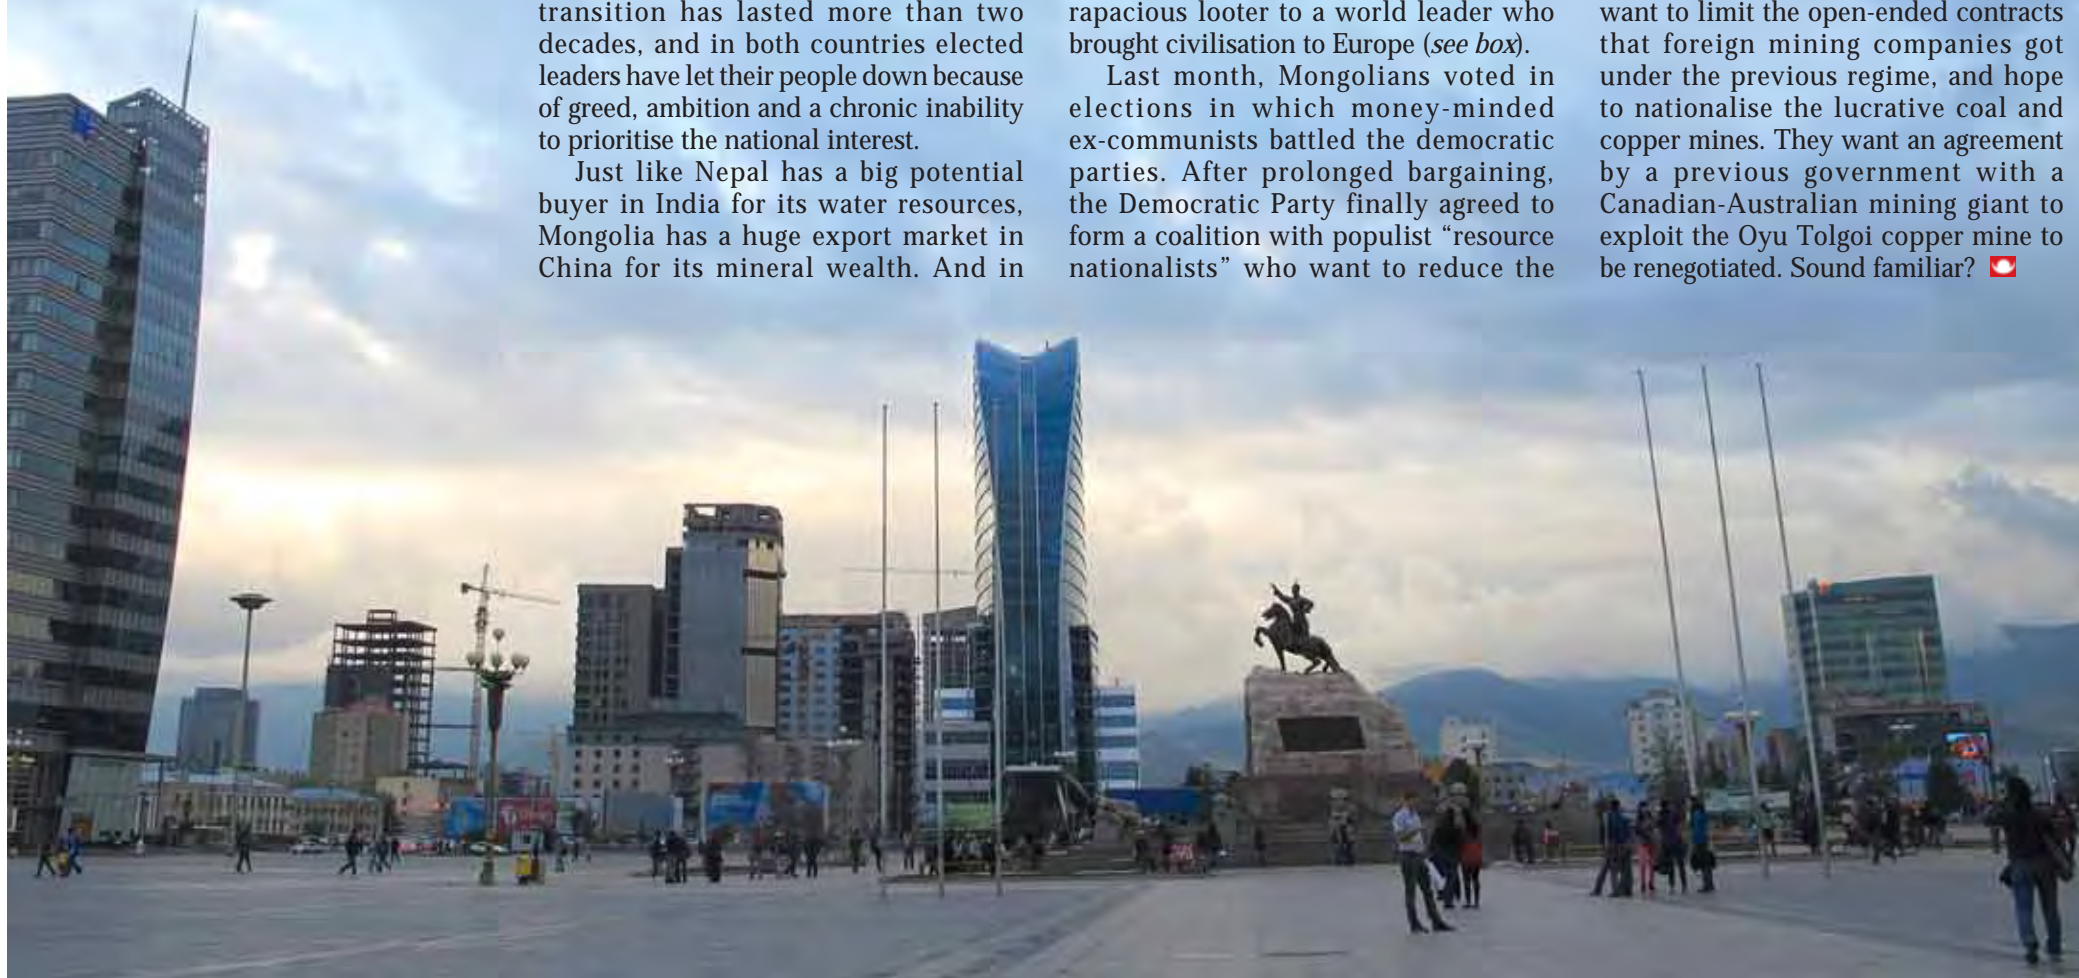 transition has lasted more than two
decades, and in both countries elected
leaders have let their people down because
of greed, ambition and a chronic inability
to prioritise the national interest.
Just like Nepal has a big potential
buyer in India for its water resources,
Mongolia has a huge export market in
China for its mineral wealth. And in
rapacious looter to a world leader who
brought civilisation to Europe (see box).
Last month, Mongolians voted in
elections in which money-minded
ex-communists battled the democratic
parties. After prolonged bargaining,
the Democratic Party finally agreed to
form a coalition with populist “resource
nationalists” who want to reduce the
want to limit the open-ended contracts
that foreign mining companies got
under the previous regime, and hope
to nationalise the lucrative coal and
copper mines. They want an agreement
by a previous government with a
Canadian-Australian mining giant to
exploit the Oyu Tolgoi copper mine to
be renegotiated. Sound familiar?